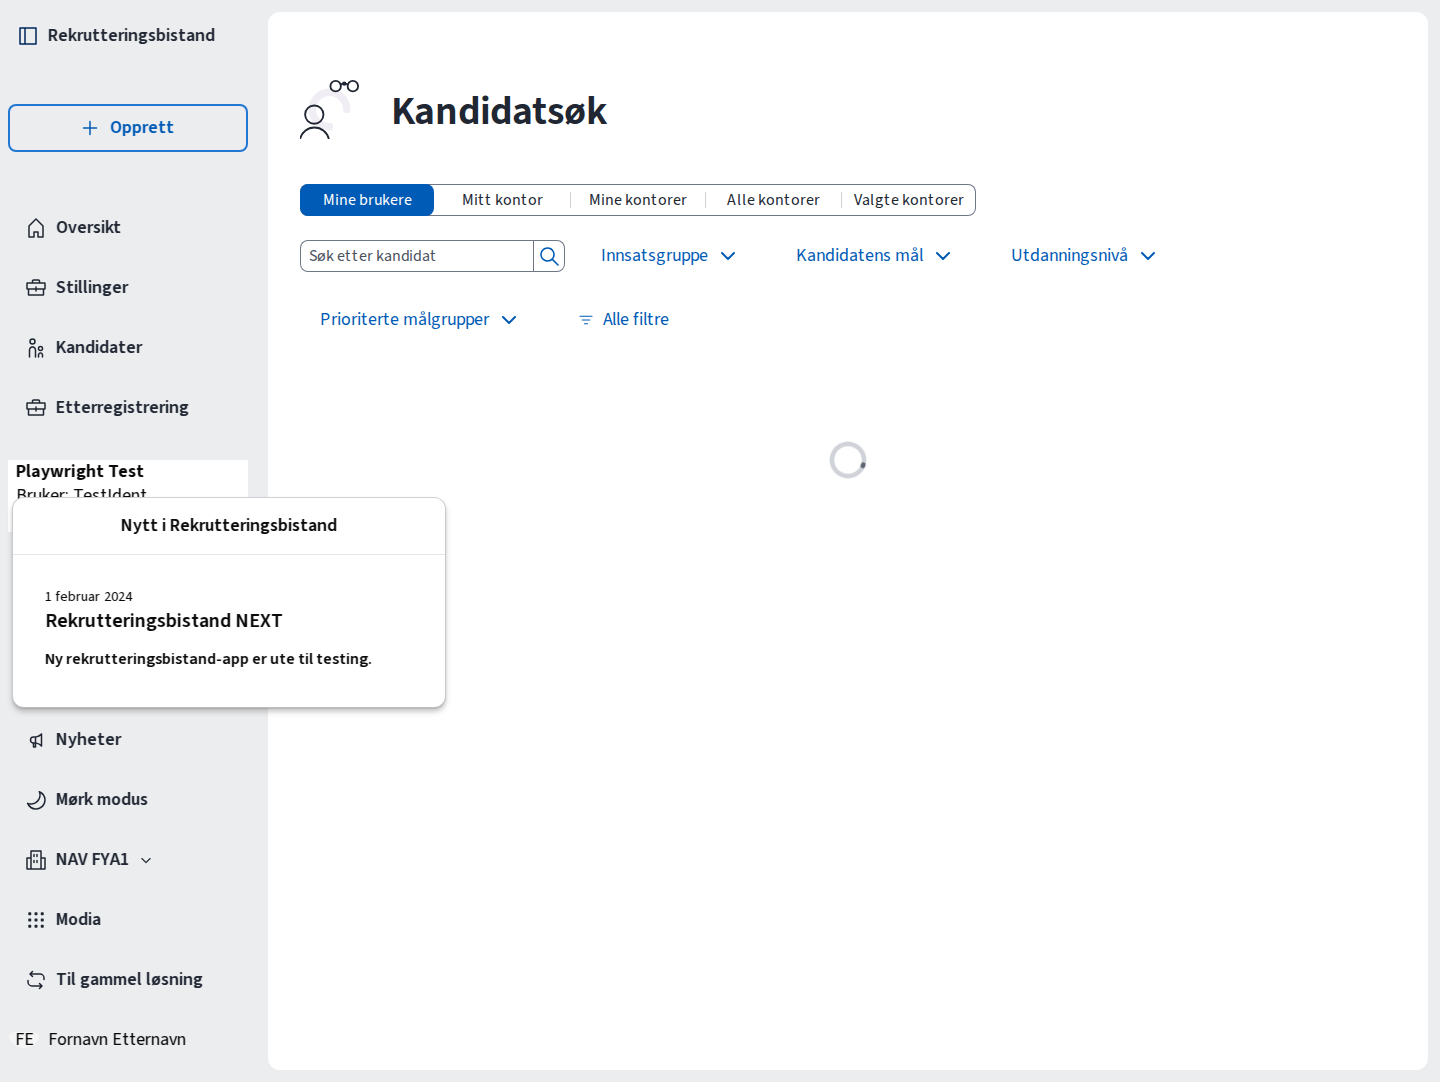 Rekrutteringsbistand
Opprett
Oversikt
Stillinger
Kandidater
Etterregistrering
Playwright Test
Bruker: TestIdent
Nytt i Rekrutteringsbistand
1 februar 2024
Rekrutteringsbistand NEXT
Ny rekrutteringsbistand-app er ute til testing.
Nyheter
Mørk modus
NAV FYA1
Modia
Til gammel løsning
FE Fornavn Etternavn
Kandidatsøk
Mine brukere Mitt kontor Mine kontorer Alle kontorer Valgte kontorer
Søk etter kandidat Innsatsgruppe Kandidatens mål Utdanningsnivå
Prioriterte målgrupper Alle filtre